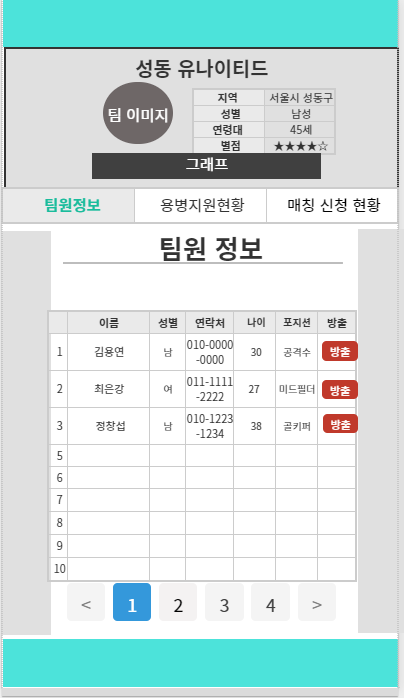 성동 유나이티드
팀 이미지
지역 서울시 성동구
성별 남성
연령대 45세
별점 ★★★★☆
그래프
팀원정보 용병지원현황 매칭 신청 현황
팀원 정보
이름 성별 연락처 나이 포지션 방출
1 김용연 남 010-0000-0000 30 공격수 방출
2 최은강 여 011-1111-2222 27 미드필더 방출
3 정창섭 남 010-1223-1234 38 골키퍼 방출
5
6
7
8
9
10
< 1 2 3 4 >